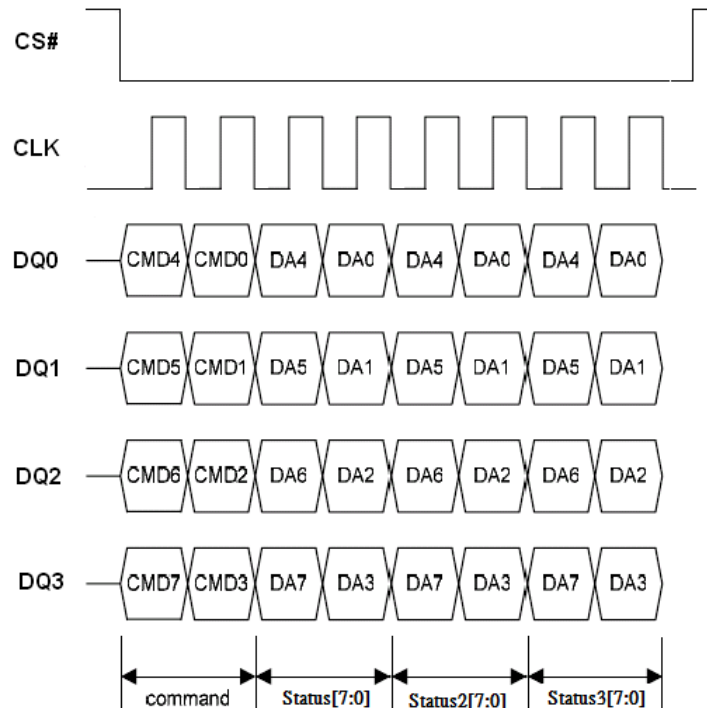 CS#
CLK
DQ0 CMD4 CMD0 DA4 DA0 DA4 DA0 DA4 DA0
DQ1 CMD5 CMD1 DA5 DA1 DA5 DA1 DA5 DA1
DQ2 CMD6 CMD2 DA6 DA2 DA6 DA2 DA6 DA2
DQ3 CMD7 CMD3 DA7 DA3 DA7 DA3 DA7 DA3
command Status[7:0] Status2[7:0] Status3[7:0]